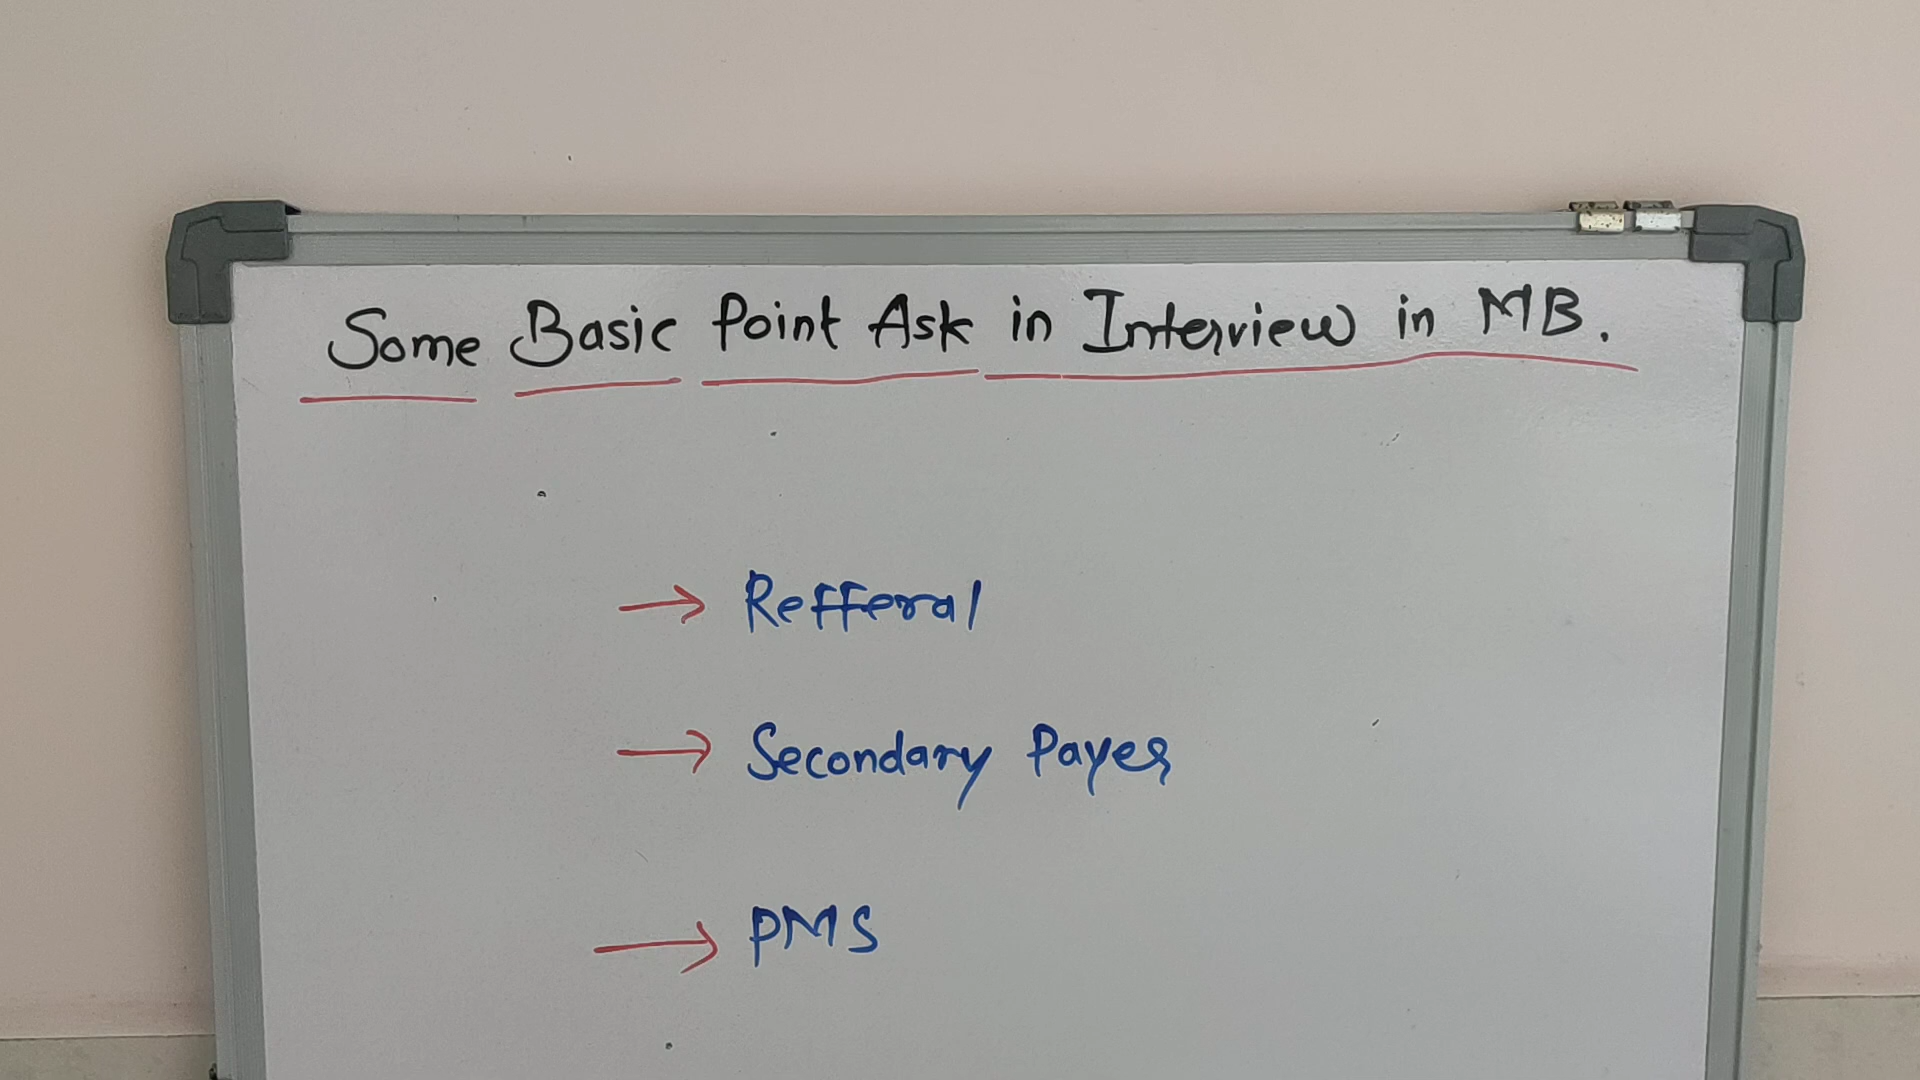 Some Basic Point Ask in Interview in MB.
→ Refferal
→ Secondary Payer
→ PMS